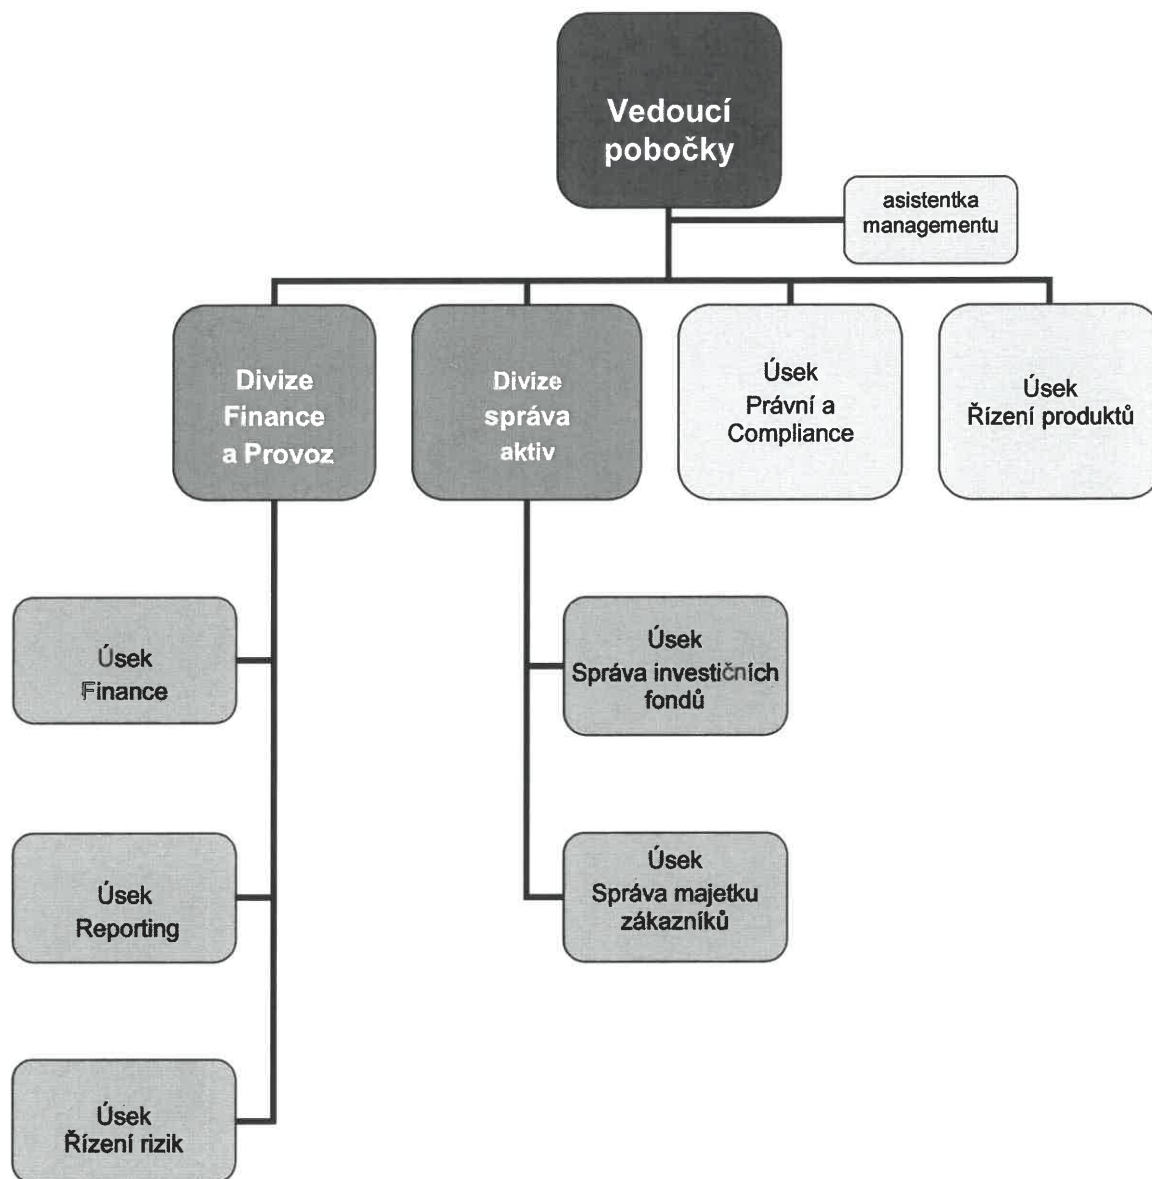 Vedoucí
pobočky
asistentka
managementu
Divize
Finance
a Provoz
Divize
správa
aktiv
Úsek
Právní a
Compliance
Úsek
Řízení produktů
Úsek
Finance
Úsek
Správa investičních
fondů
Úsek
Reporting
Úsek
Správa majetku
zákazníků
Úsek
Řízení rizik